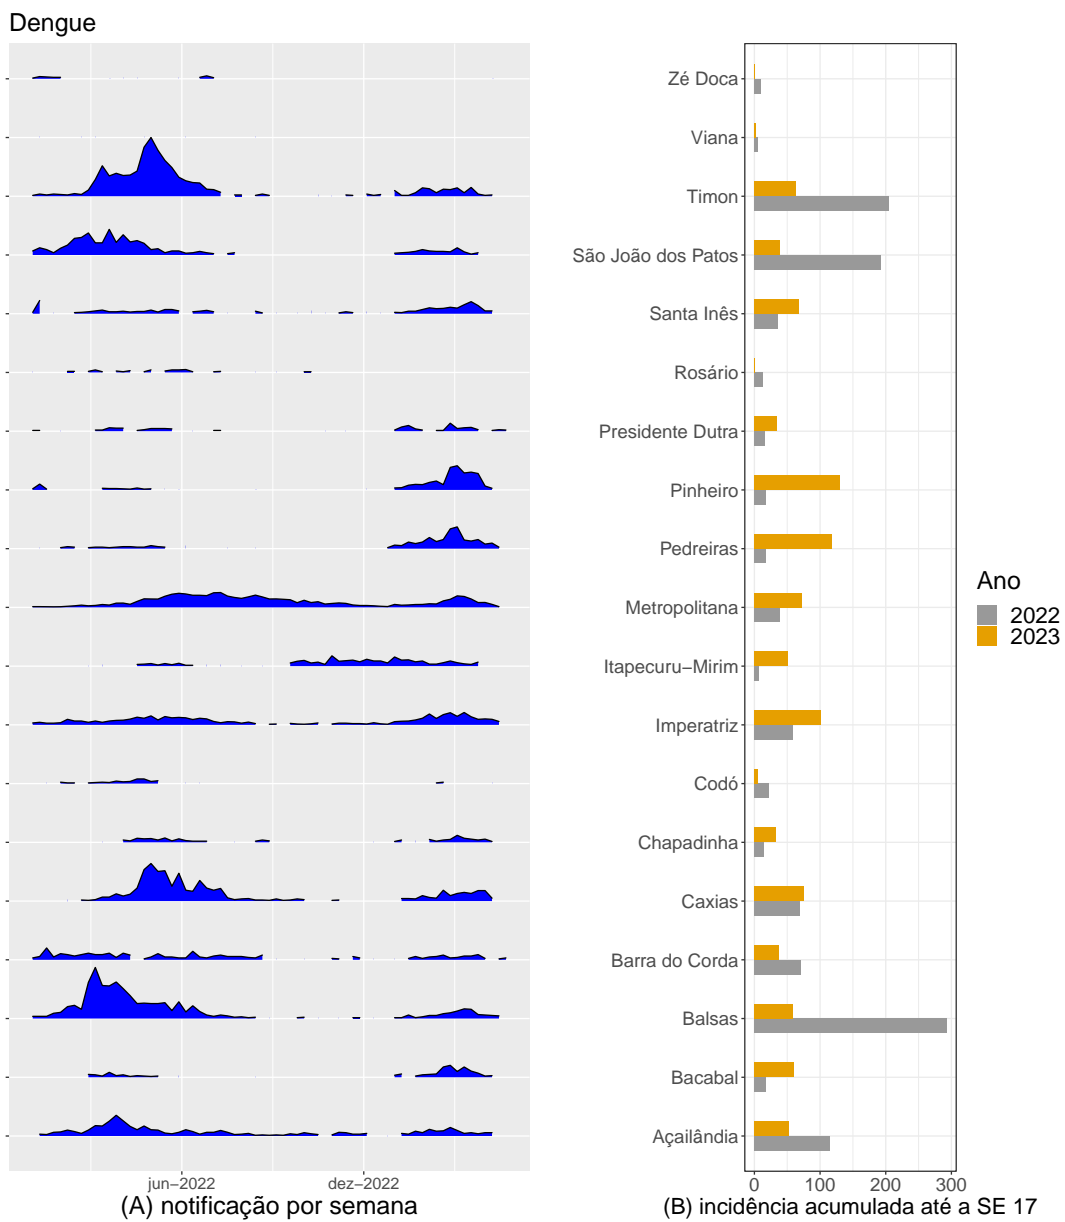 Dengue
Zé Doca
Viana
Timon
São João dos Patos
Santa Inês
Rosário
Presidente Dutra
Pinheiro
Pedreiras
Metropolitana
Itapecuru−Mirim
Imperatriz
Codó
Chapadinha
Caxias
Barra do Corda
Balsas
Bacabal
Açailândia
Ano
2022
2023
jun−2022 dez−2022
0 100 200 300
(A) notificação por semana
(B) incidência acumulada até a SE 17